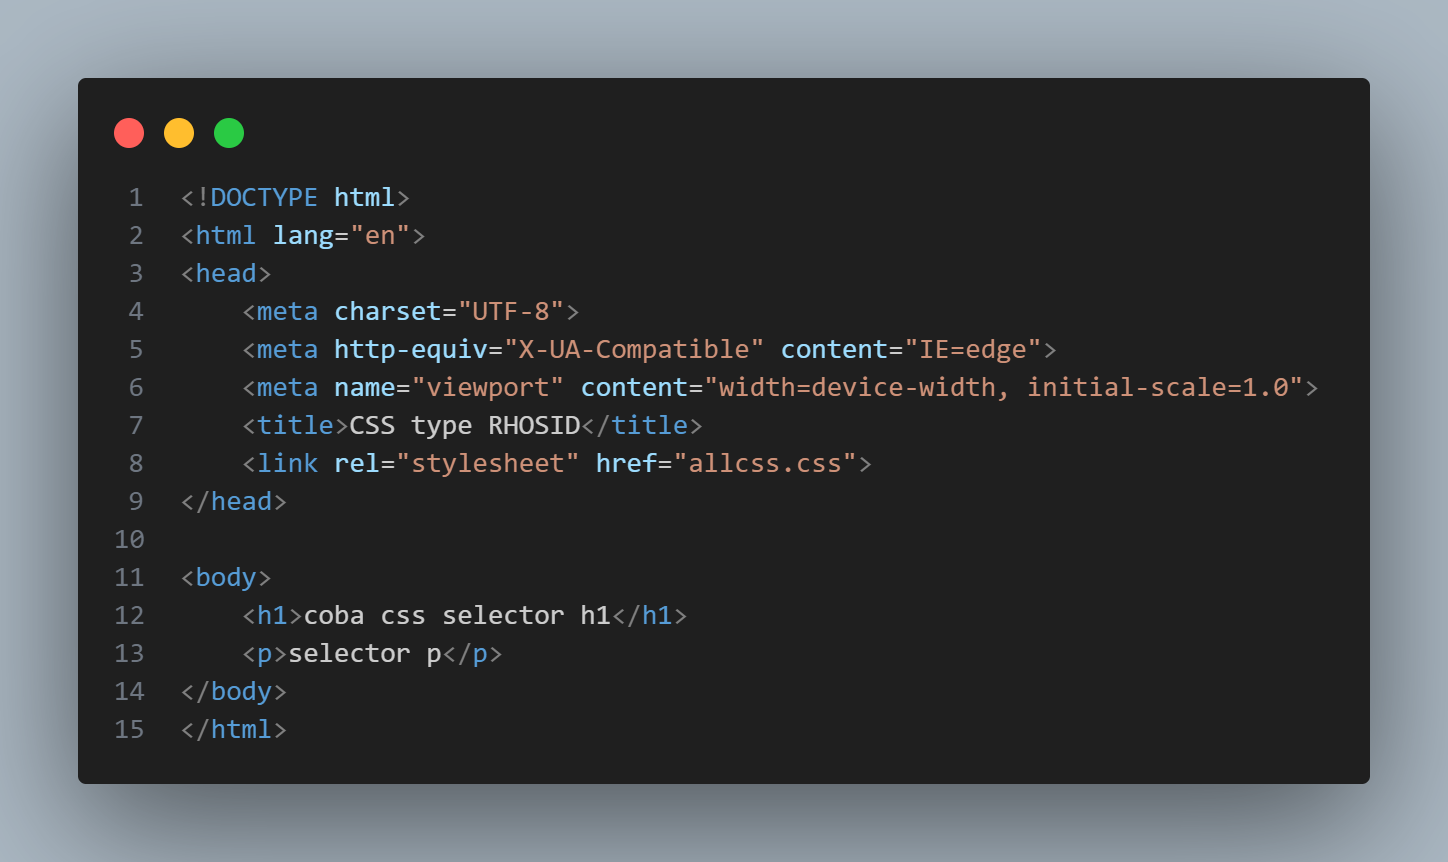 1 <!DOCTYPE html>
2 <html lang="en">
3 <head>
4     <meta charset="UTF-8">
5     <meta http-equiv="X-UA-Compatible" content="IE=edge">
6     <meta name="viewport" content="width=device-width, initial-scale=1.0">
7     <title>CSS type RHOSID</title>
8     <link rel="stylesheet" href="allcss.css">
9 </head>
10
11 <body>
12     <h1>coba css selector h1</h1>
13     <p>selector p</p>
14 </body>
15 </html>